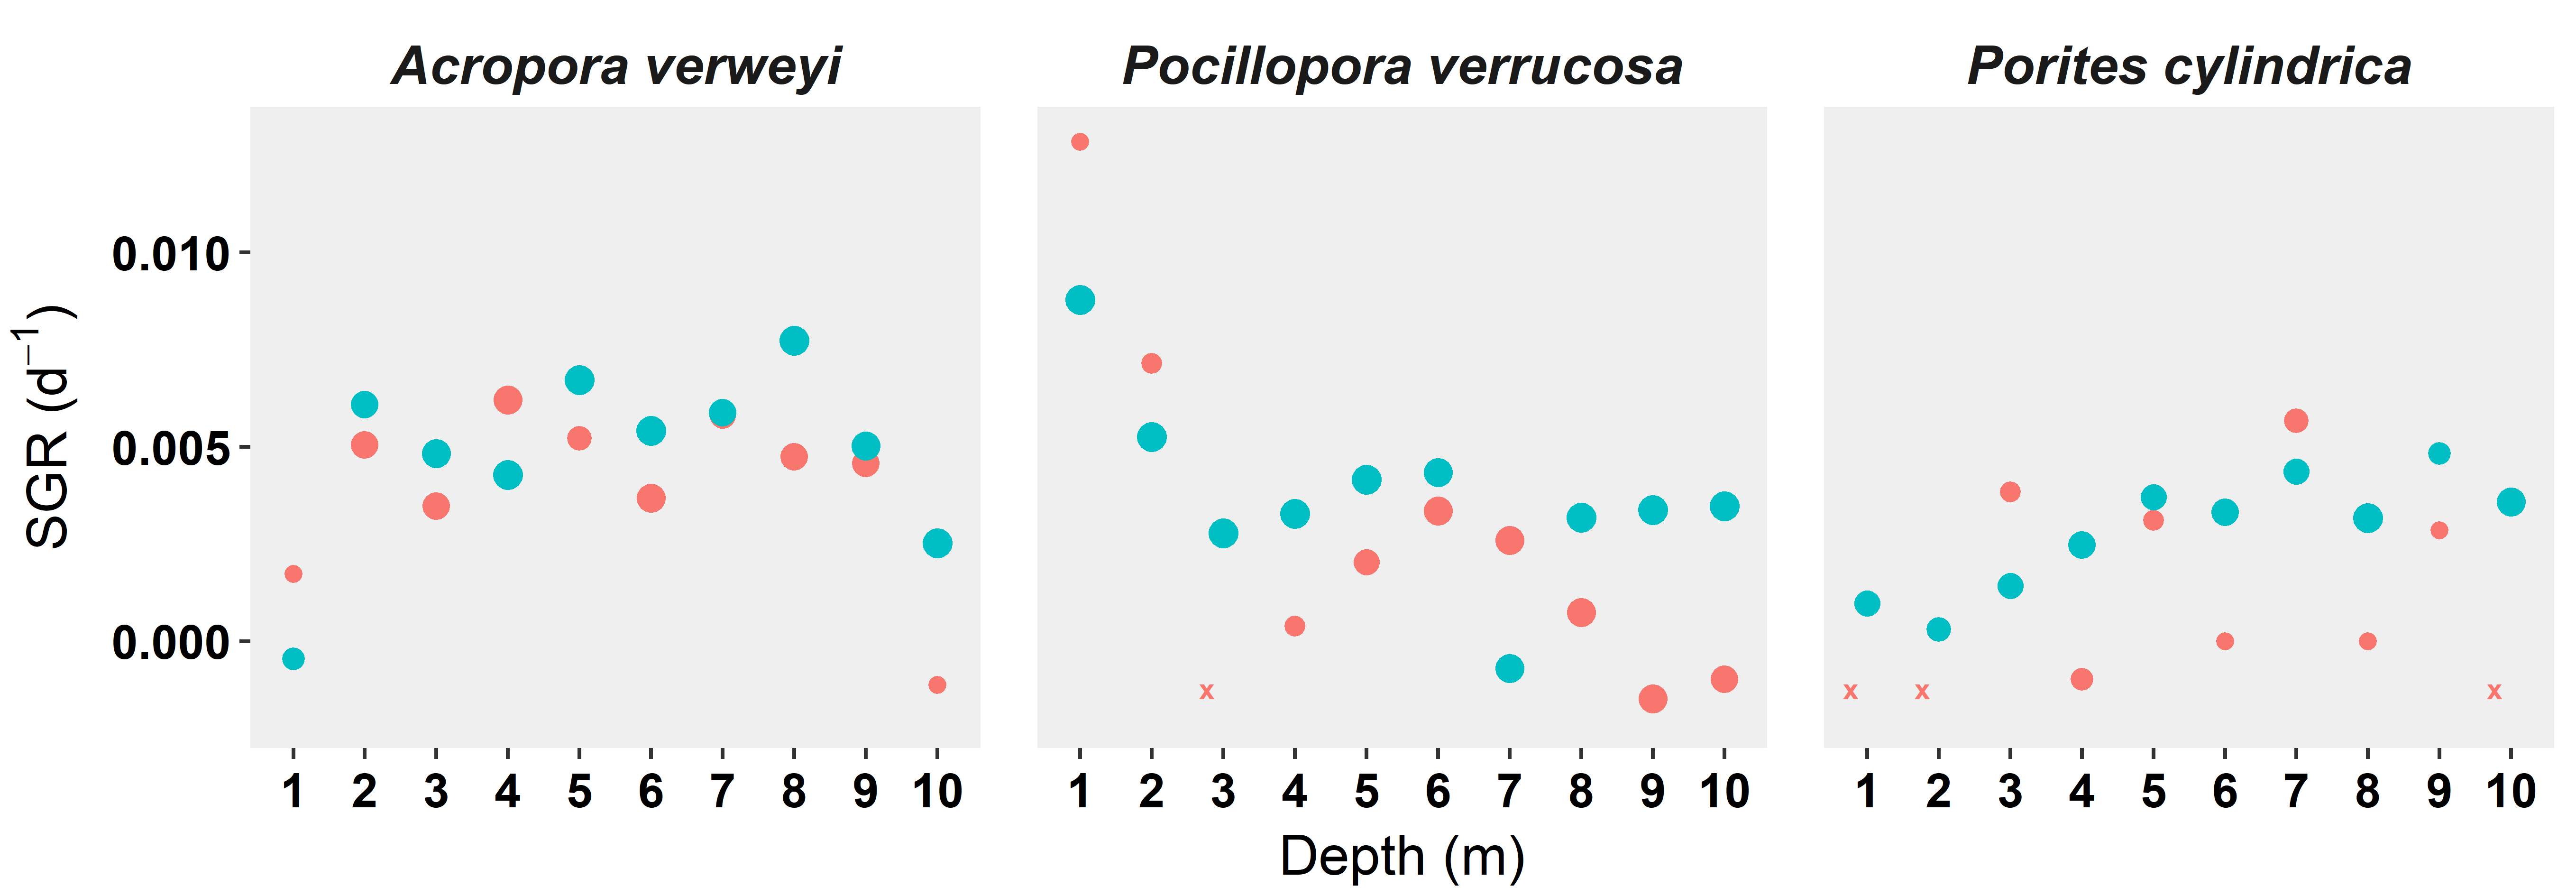 Acropora verweyi Pocillopora verrucosa Porites cylindrica
0.010
0.005
0.000
SGR (d⁻¹)
x x x x
1 2 3 4 5 6 7 8 9 10 1 2 3 4 5 6 7 8 9 10 1 2 3 4 5 6 7 8 9 10
Depth (m)